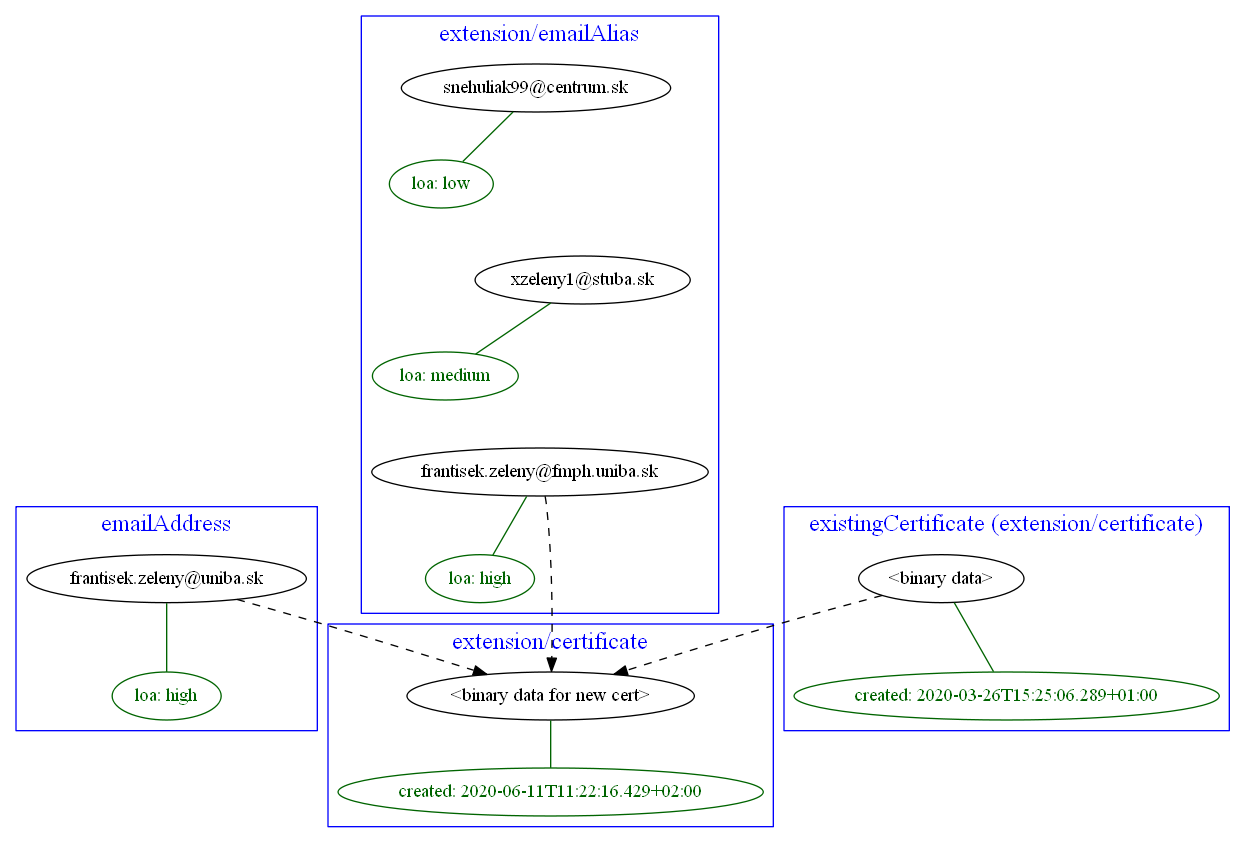 extension/emailAlias
snehuliak99@centrum.sk
loa: low
xzeleny1@stuba.sk
loa: medium
frantisek.zeleny@fmph.uniba.sk
loa: high
emailAddress
frantisek.zeleny@uniba.sk
loa: high
existingCertificate (extension/certificate)
<binary data>
created: 2020-03-26T15:25:06.289+01:00
extension/certificate
<binary data for new cert>
created: 2020-06-11T11:22:16.429+02:00